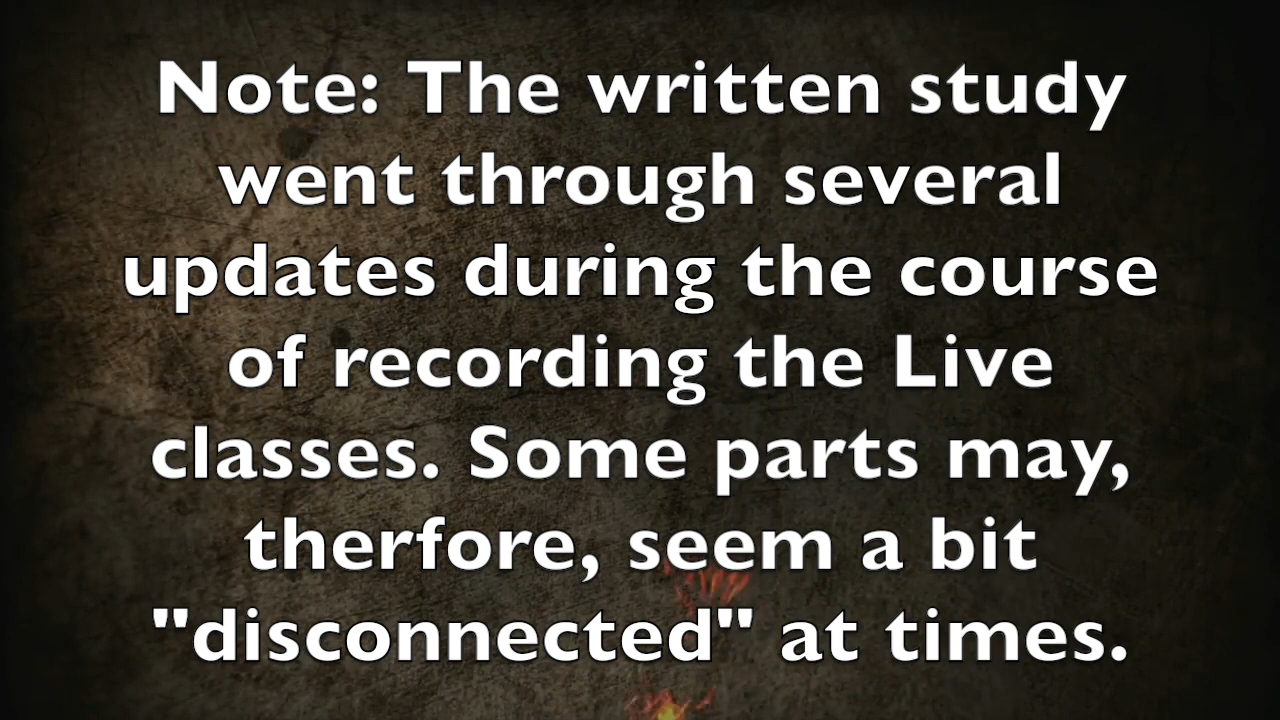 Note: The written study
went through several
updates during the course
of recording the Live
classes. Some parts may,
therfore, seem a bit
"disconnected" at times.